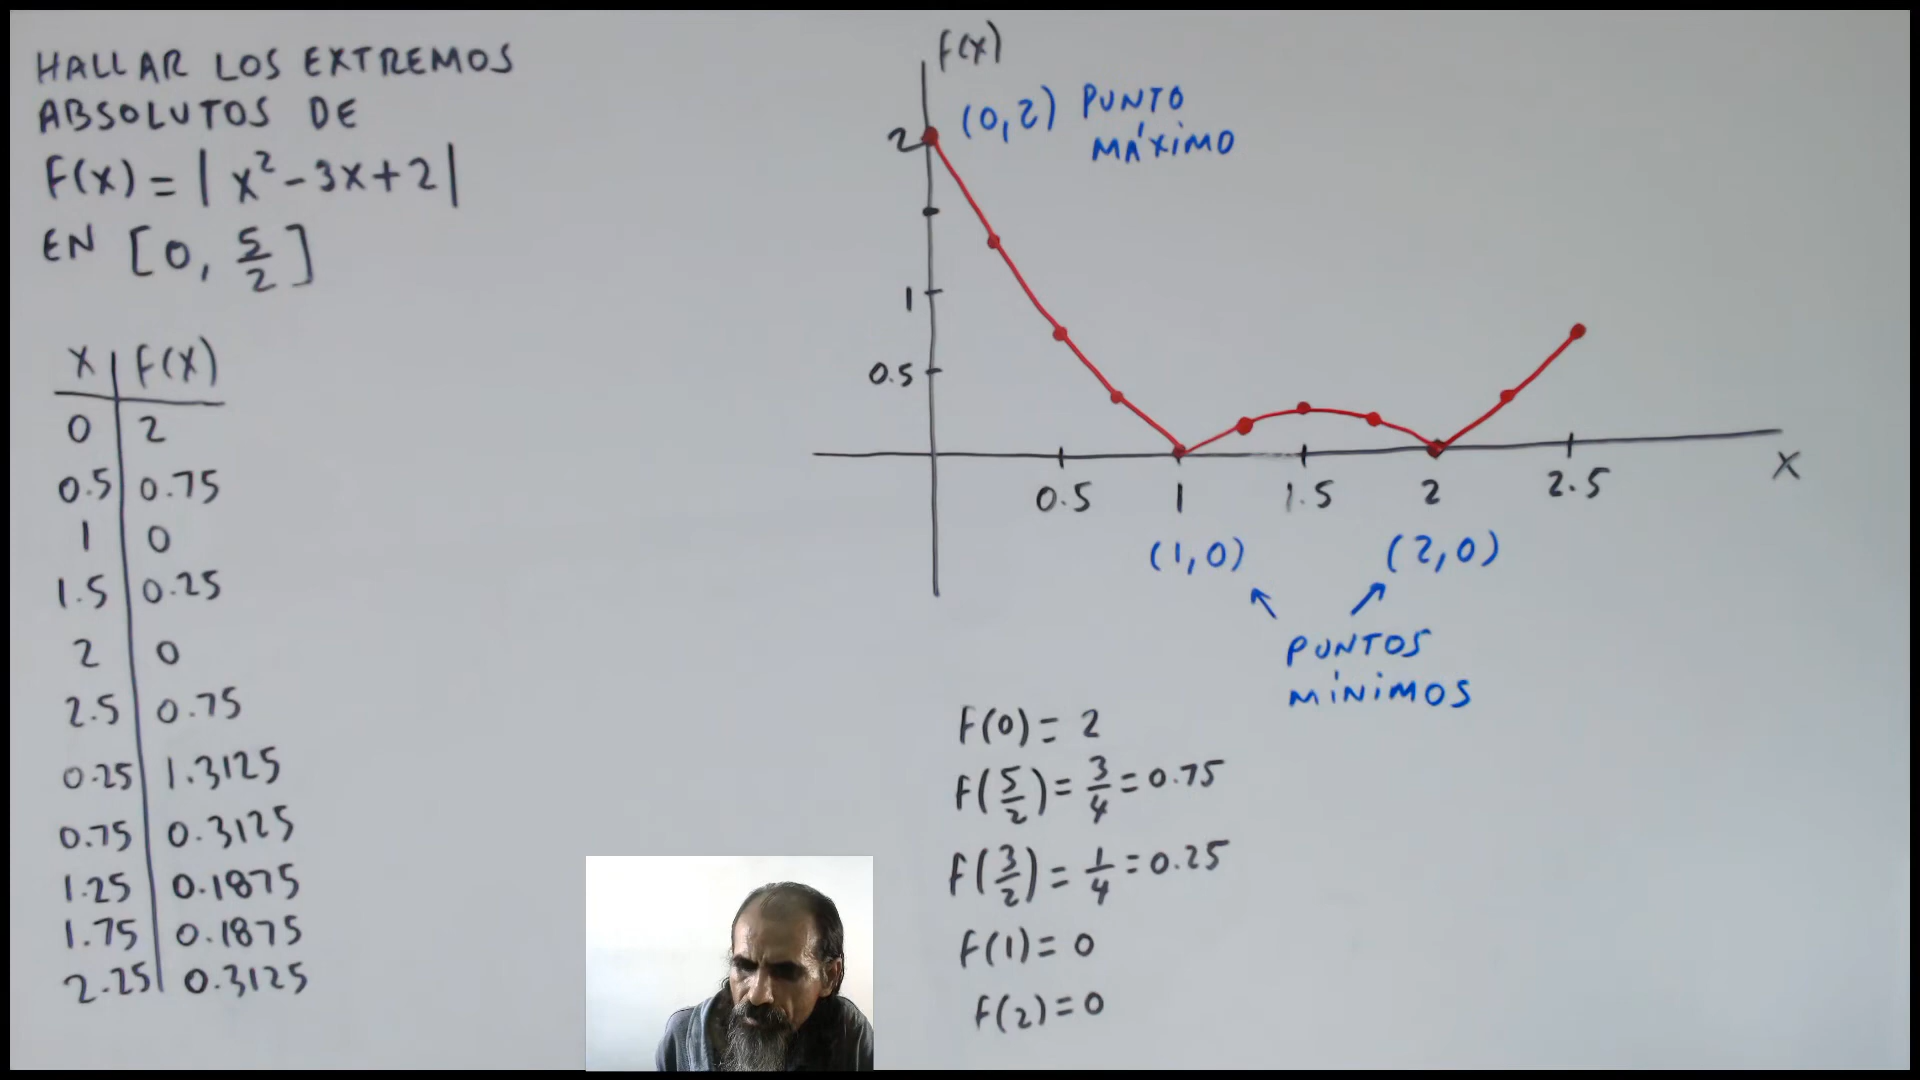 HALLAR LOS EXTREMOS
ABSOLUTOS DE
F(x) = | x² - 3x + 2 |
EN [0, 5/2]
X | F(X)
0 | 2
0.5 | 0.75
1 | 0
1.5 | 0.25
2 | 0
2.5 | 0.75
0.25 | 1.3125
0.75 | 0.3125
1.25 | 0.1875
1.75 | 0.1875
2.25 | 0.3125
F(X)
(0,2) PUNTO
MÁXIMO
2
1
0.5
0.5 1 1.5 2 2.5 X
(1,0) (2,0)
PUNTOS
MÍNIMOS
F(0) = 2
F(5/2) = 3/4 = 0.75
F(3/2) = 1/4 = 0.25
F(1) = 0
F(2) = 0